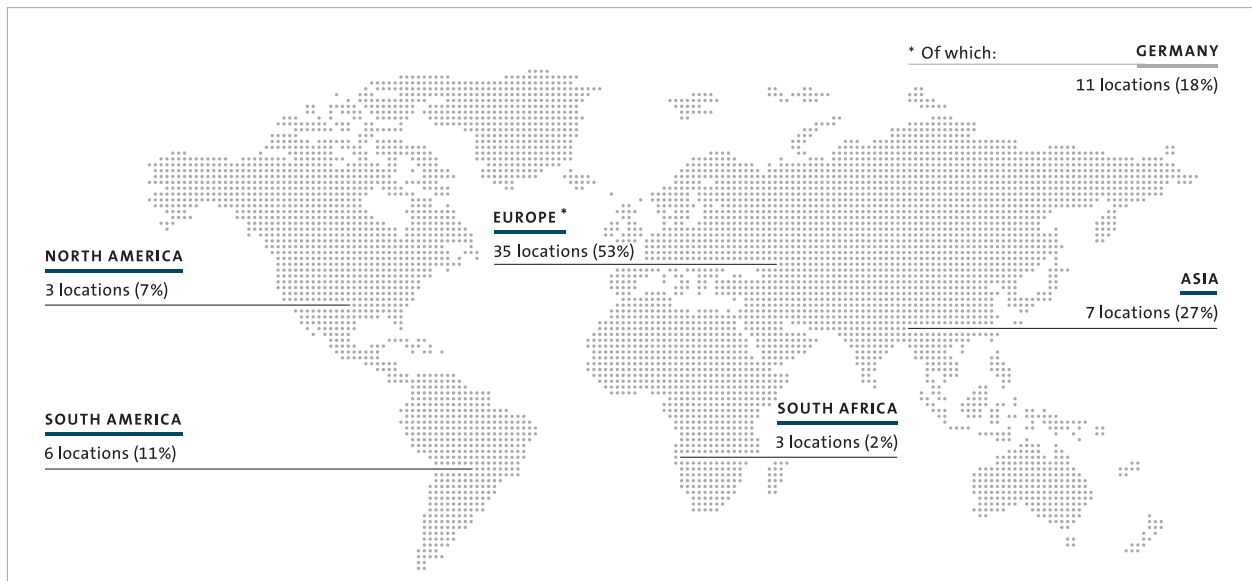 * Of which: GERMANY
11 locations (18%)
EUROPE *
35 locations (53%)
NORTH AMERICA
3 locations (7%)
ASIA
7 locations (27%)
SOUTH AMERICA
6 locations (11%)
SOUTH AFRICA
3 locations (2%)